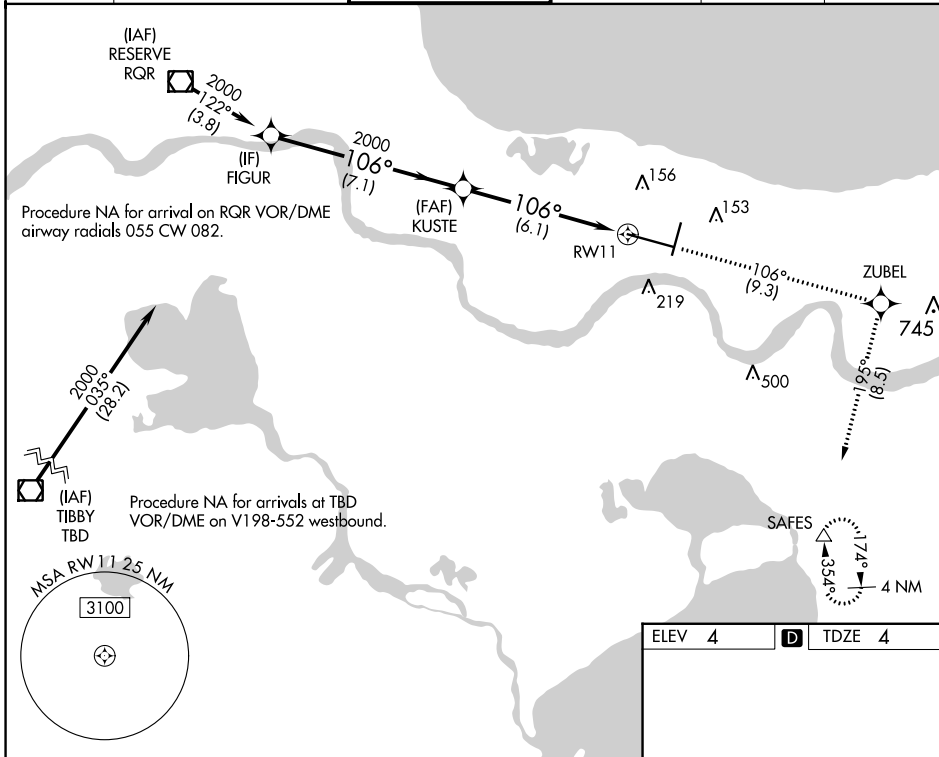 (IAF)
RESERVE
RQR
2000
122°
(3.8)
(IF)
FIGUR
2000
106°
(7.1)
(FAF)
KUSTE
106°
(6.1)
RW11
156
153
219
106°
(9.3)
ZUBEL
745
500
195°
(8.5)
Procedure NA for arrival on RQR VOR/DME
airway radials 055 CW 082.
2000
035°
(28.2)
(IAF)
TIBBY
TBD
Procedure NA for arrivals at TBD
VOR/DME on V198-552 westbound.
SAFES
174°
354°
4 NM
MSA RW 11 25 NM
3100
ELEV 4 D TDZE 4